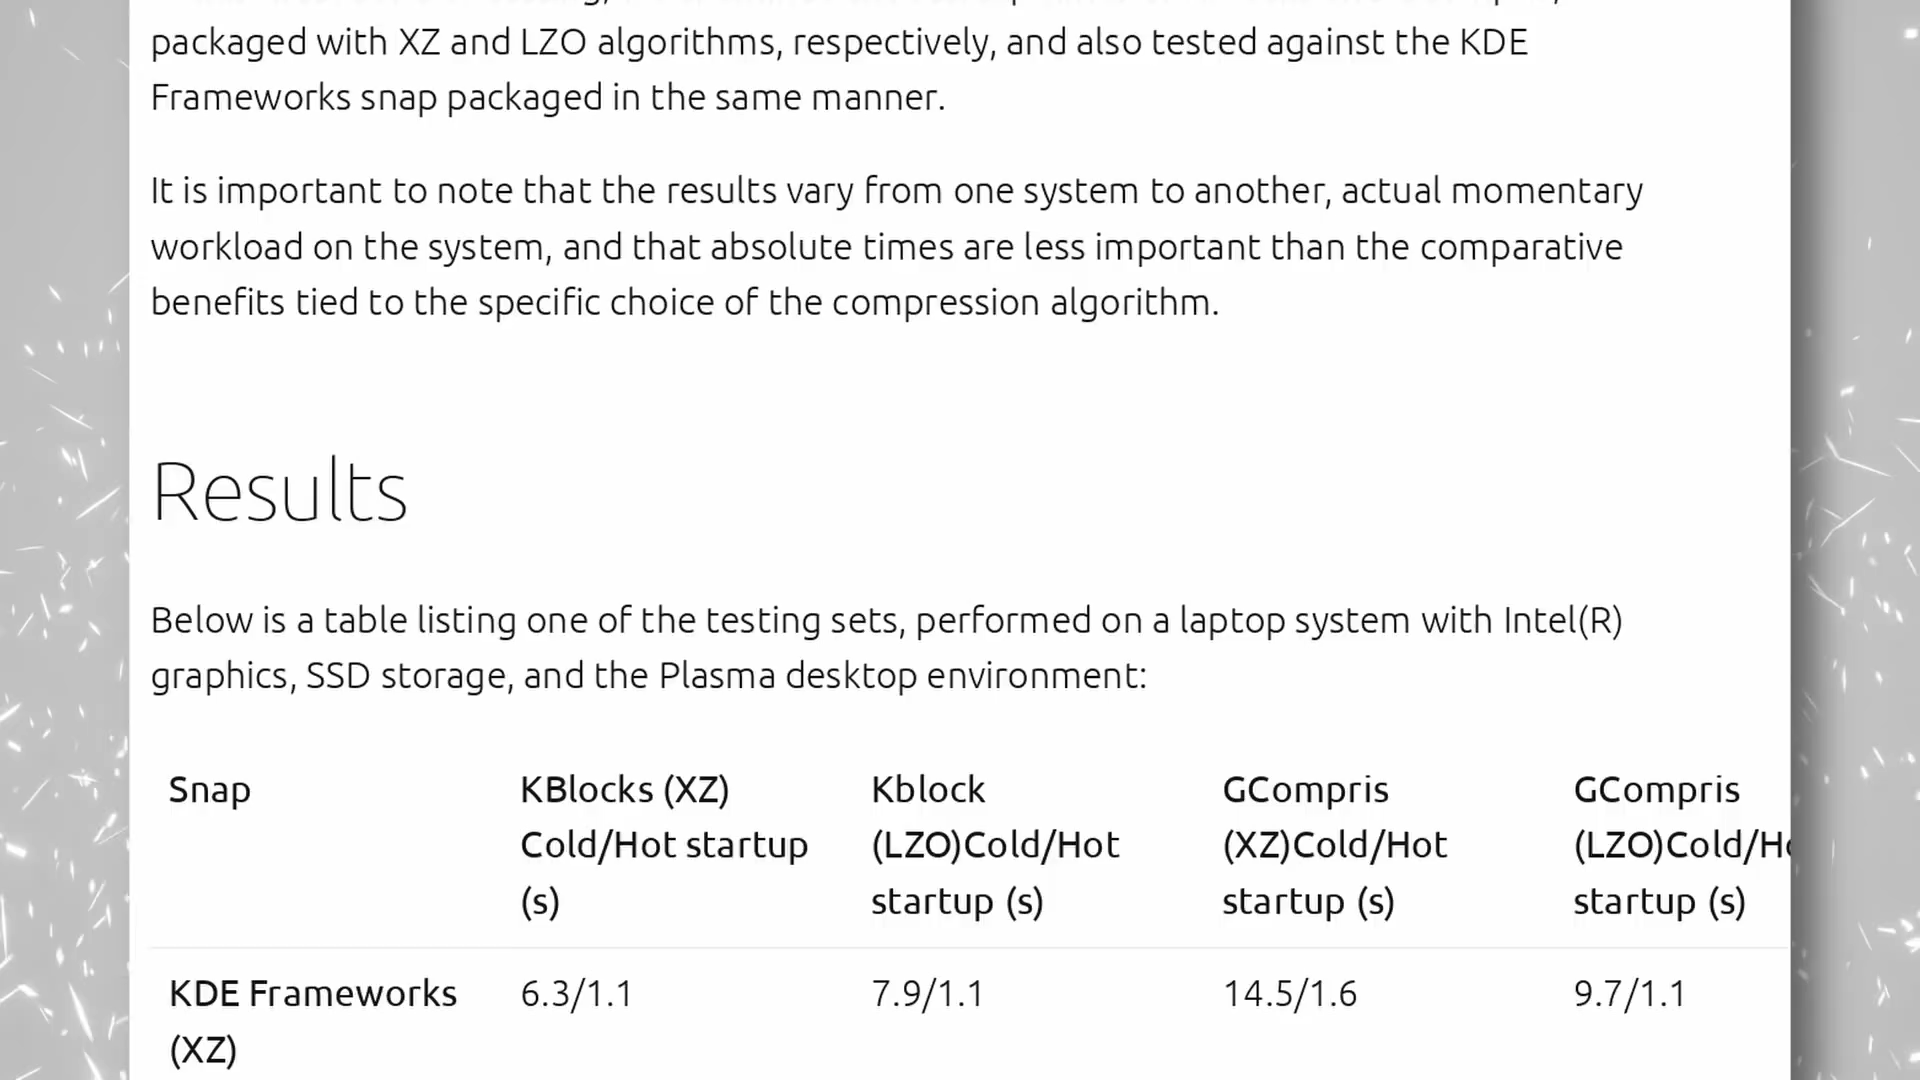 packaged with XZ and LZO algorithms, respectively, and also tested against the KDE
Frameworks snap packaged in the same manner.
It is important to note that the results vary from one system to another, actual momentary
workload on the system, and that absolute times are less important than the comparative
benefits tied to the specific choice of the compression algorithm.
Results
Below is a table listing one of the testing sets, performed on a laptop system with Intel(R)
graphics, SSD storage, and the Plasma desktop environment:
Snap
KBlocks (XZ)
Cold/Hot startup
(s)
Kblock
(LZO)Cold/Hot
startup (s)
GCompris
(XZ)Cold/Hot
startup (s)
GCompris
(LZO)Cold/Ho
startup (s)
KDE Frameworks
(XZ)
6.3/1.1
7.9/1.1
14.5/1.6
9.7/1.1